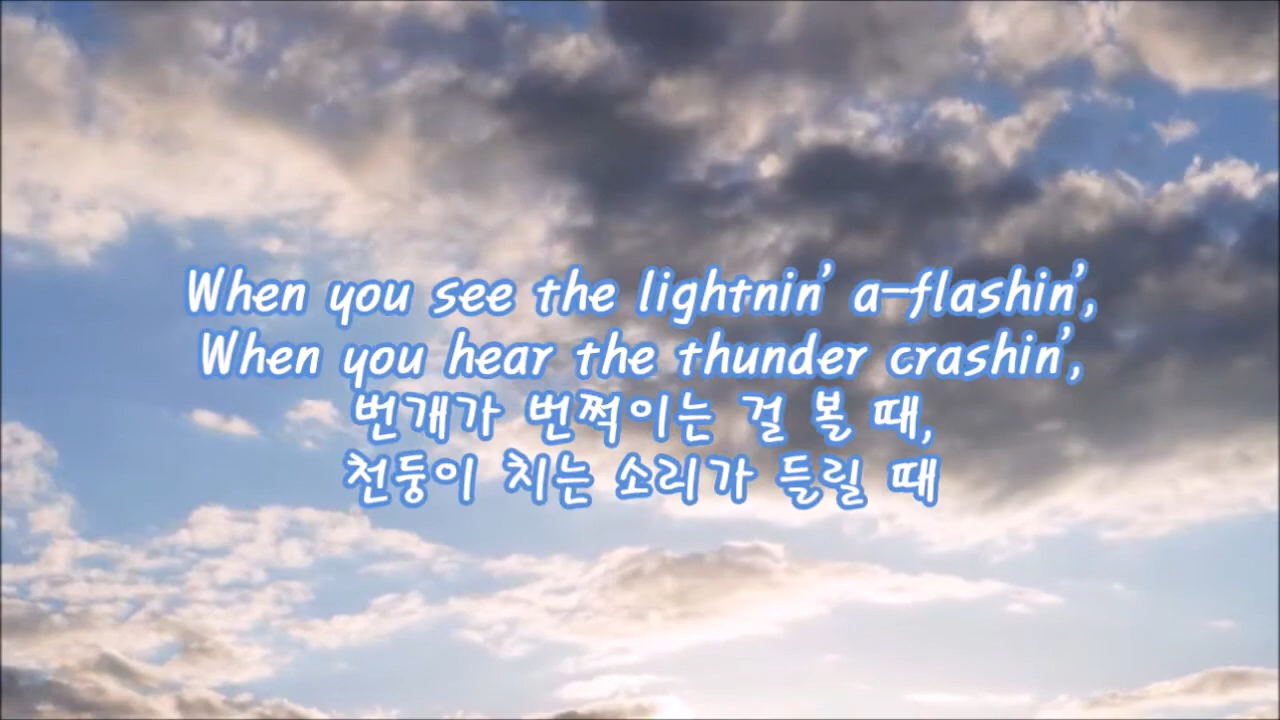 When you see the lightnin' a-flashin',
When you hear the thunder crashin',
번개가 번쩍이는 걸 볼 때,
천둥이 치는 소리가 들릴 때